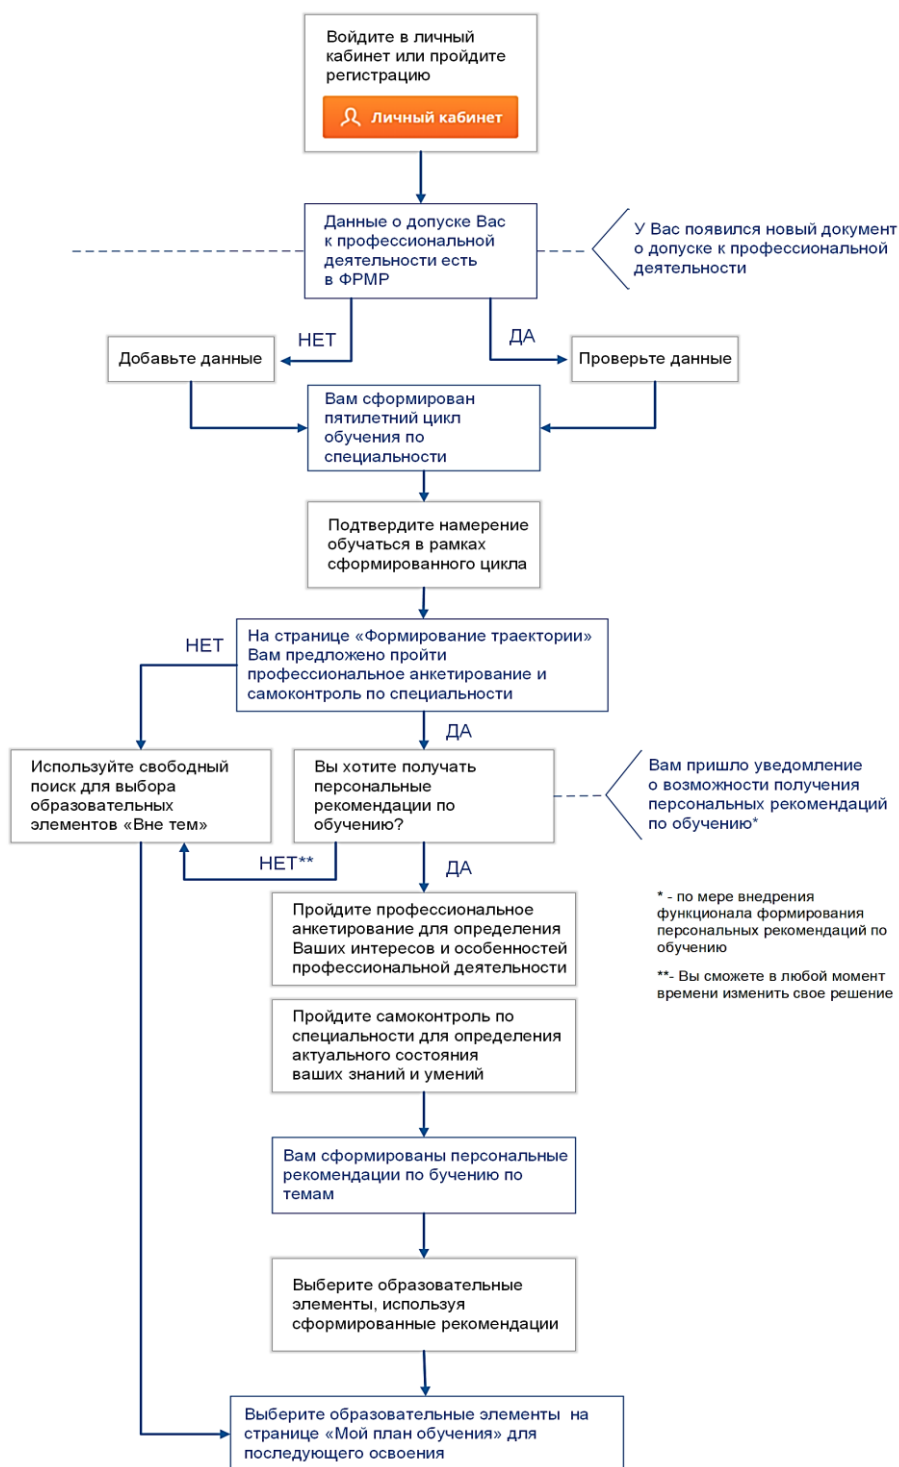 Войдите в личный
кабинет или пройдите
регистрацию
Личный кабинет
Данные о допуске Вас
к профессиональной
деятельности есть
в ФРМР
У Вас появился новый документ
о допуске к профессиональной
деятельности
НЕТ
ДА
Добавьте данные
Проверьте данные
Вам сформирован
пятилетний цикл
обучения по
специальности
Подтвердите намерение
обучаться в рамках
сформированного цикла
НЕТ
На странице «Формирование траектории»
Вам предложено пройти
профессиональное анкетирование и
самоконтроль по специальности
ДА
Используйте свободный
поиск для выбора
образовательных
элементов «Вне тем»
Вы хотите получать
персональные
рекомендации по
обучению?
Вам пришло уведомление
о возможности получения
персональных рекомендаций
по обучению*
НЕТ**
ДА
Пройдите профессиональное
анкетирование для определения
Ваших интересов и особенностей
профессиональной деятельности
* - по мере внедрения
функционала формирования
персональных рекомендаций по
обучению
**- Вы сможете в любой момент
времени изменить свое решение
Пройдите самоконтроль по
специальности для определения
актуального состояния
ваших знаний и умений
Вам сформированы персональные
рекомендации по бучению по
темам
Выберите образовательные
элементы, используя
сформированные рекомендации
Выберите образовательные элементы на
странице «Мой план обучения» для
последующего освоения